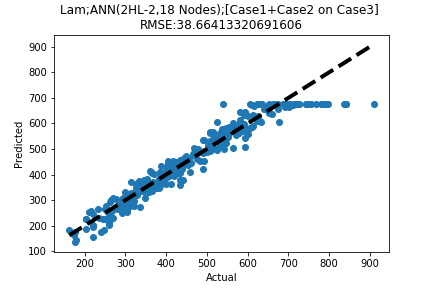 Lam;ANN(2HL-2,18 Nodes);[Case1+Case2 on Case3]
RMSE:38.66413320691606
900
800
700
600
500
400
300
200
100
Predicted
200 300 400 500 600 700 800 900
Actual